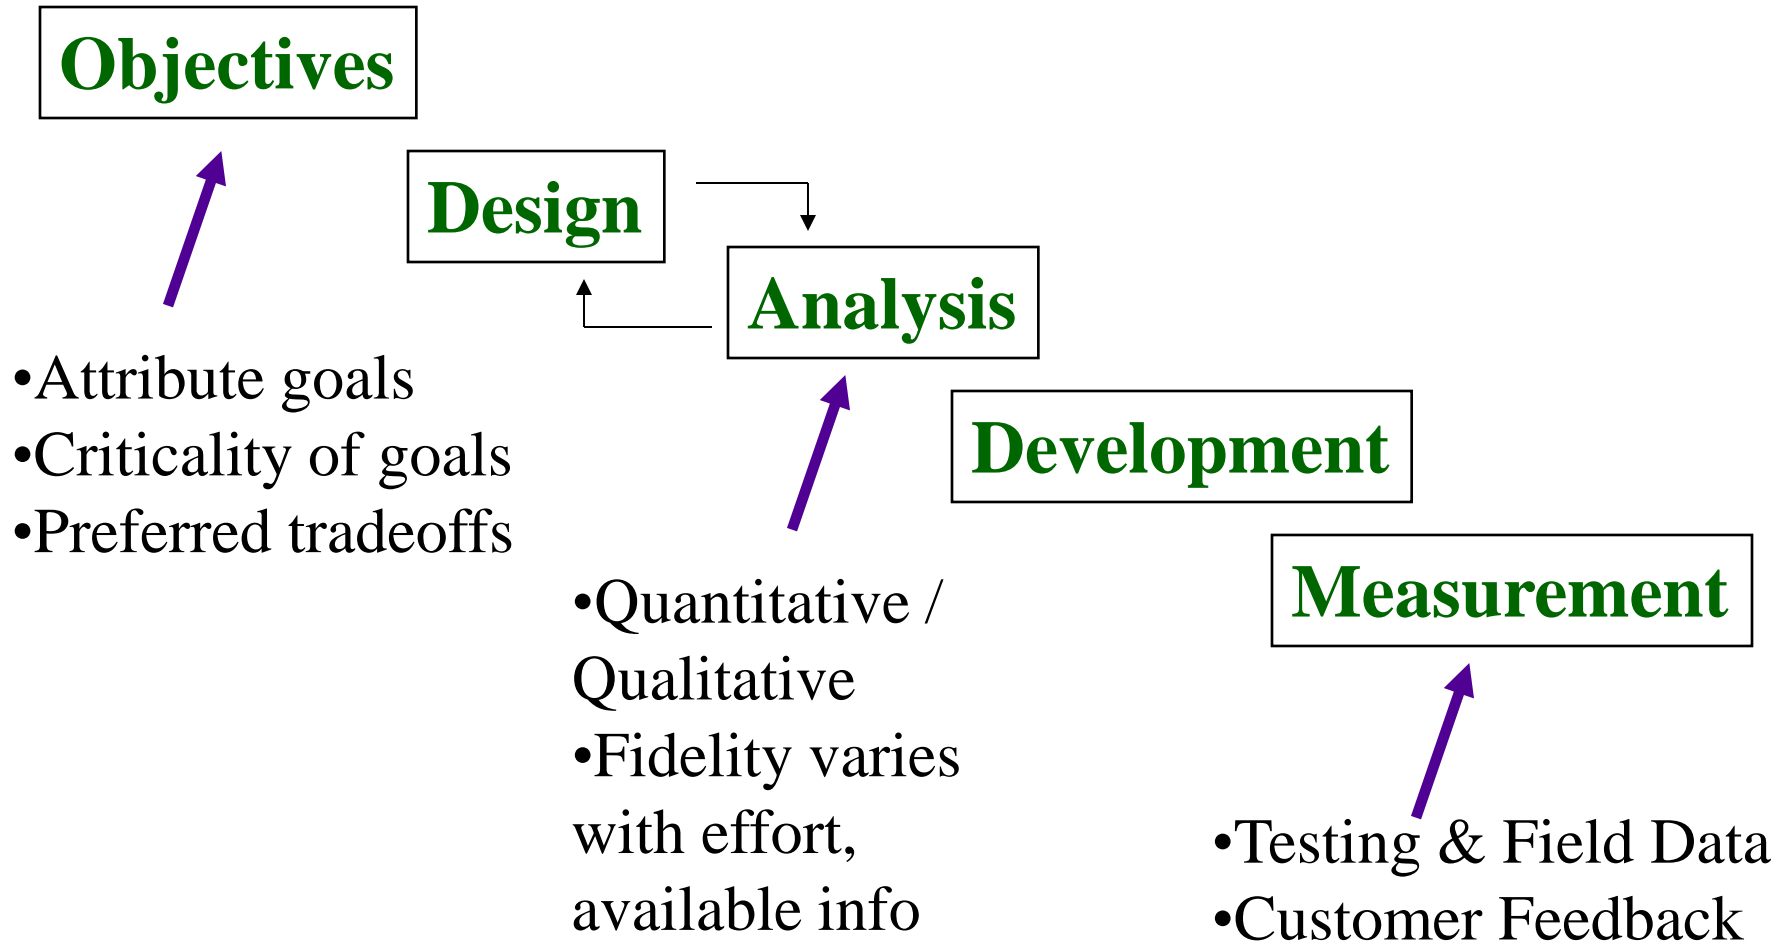 Objectives
Design
Analysis
•Attribute goals
•Criticality of goals
•Preferred tradeoffs
Development
Measurement
•Quantitative /
Qualitative
•Fidelity varies
with effort,
available info
•Testing & Field Data
•Customer Feedback